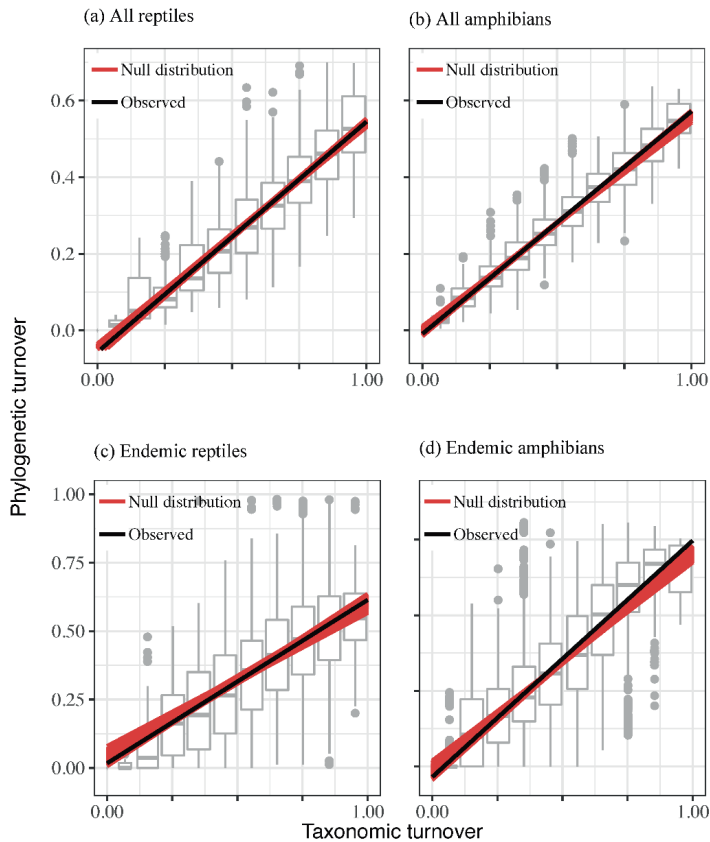 (a) All reptiles
(b) All amphibians
Null distribution
Observed
Null distribution
Observed
0.6
0.4
0.2
0.0
0.00
1.00
0.00
1.00
Phylogenetic turnover
(c) Endemic reptiles
(d) Endemic amphibians
1.00
Null distribution
Observed
Null distribution
Observed
0.75
0.50
0.25
0.00
0.00
1.00
0.00
1.00
Taxonomic turnover